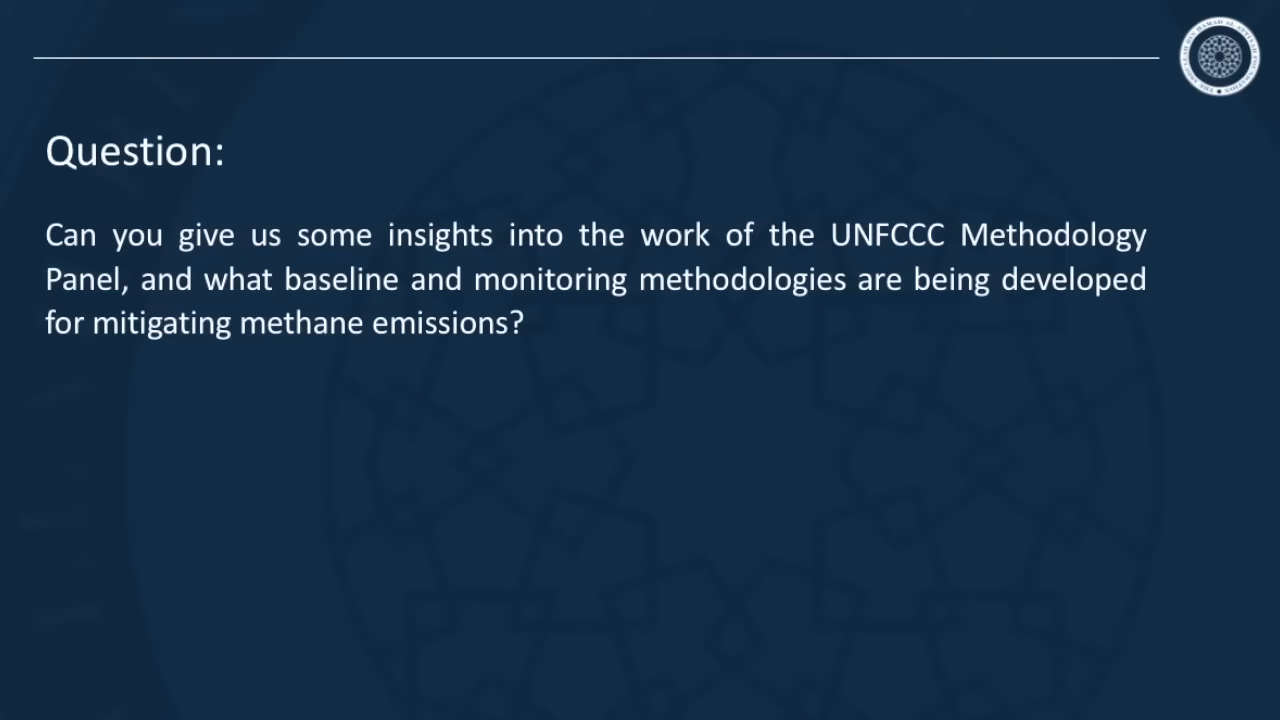 Question:
Can you give us some insights into the work of the UNFCCC Methodology
Panel, and what baseline and monitoring methodologies are being developed
for mitigating methane emissions?